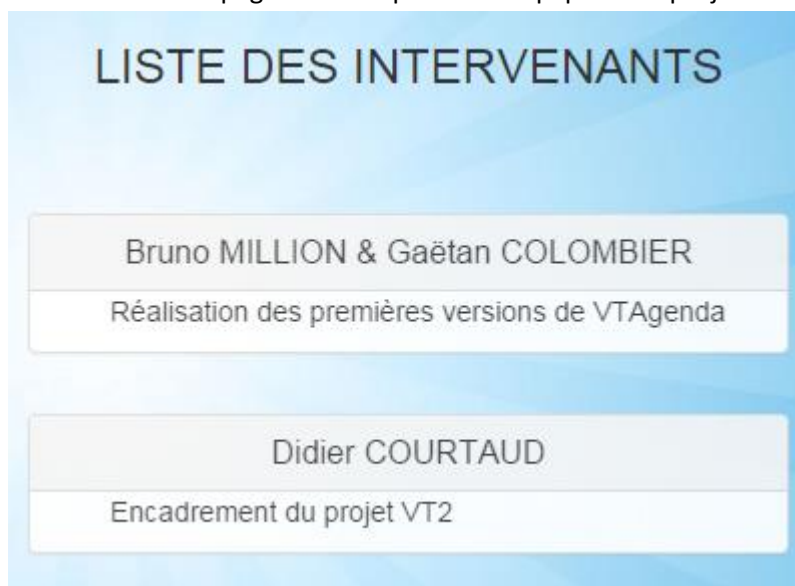 LISTE DES INTERVENANTS
Bruno MILLION & Gaëtan COLOMBIER
Réalisation des premières versions de VTAgenda
Didier COURTAUD
Encadrement du projet VT2